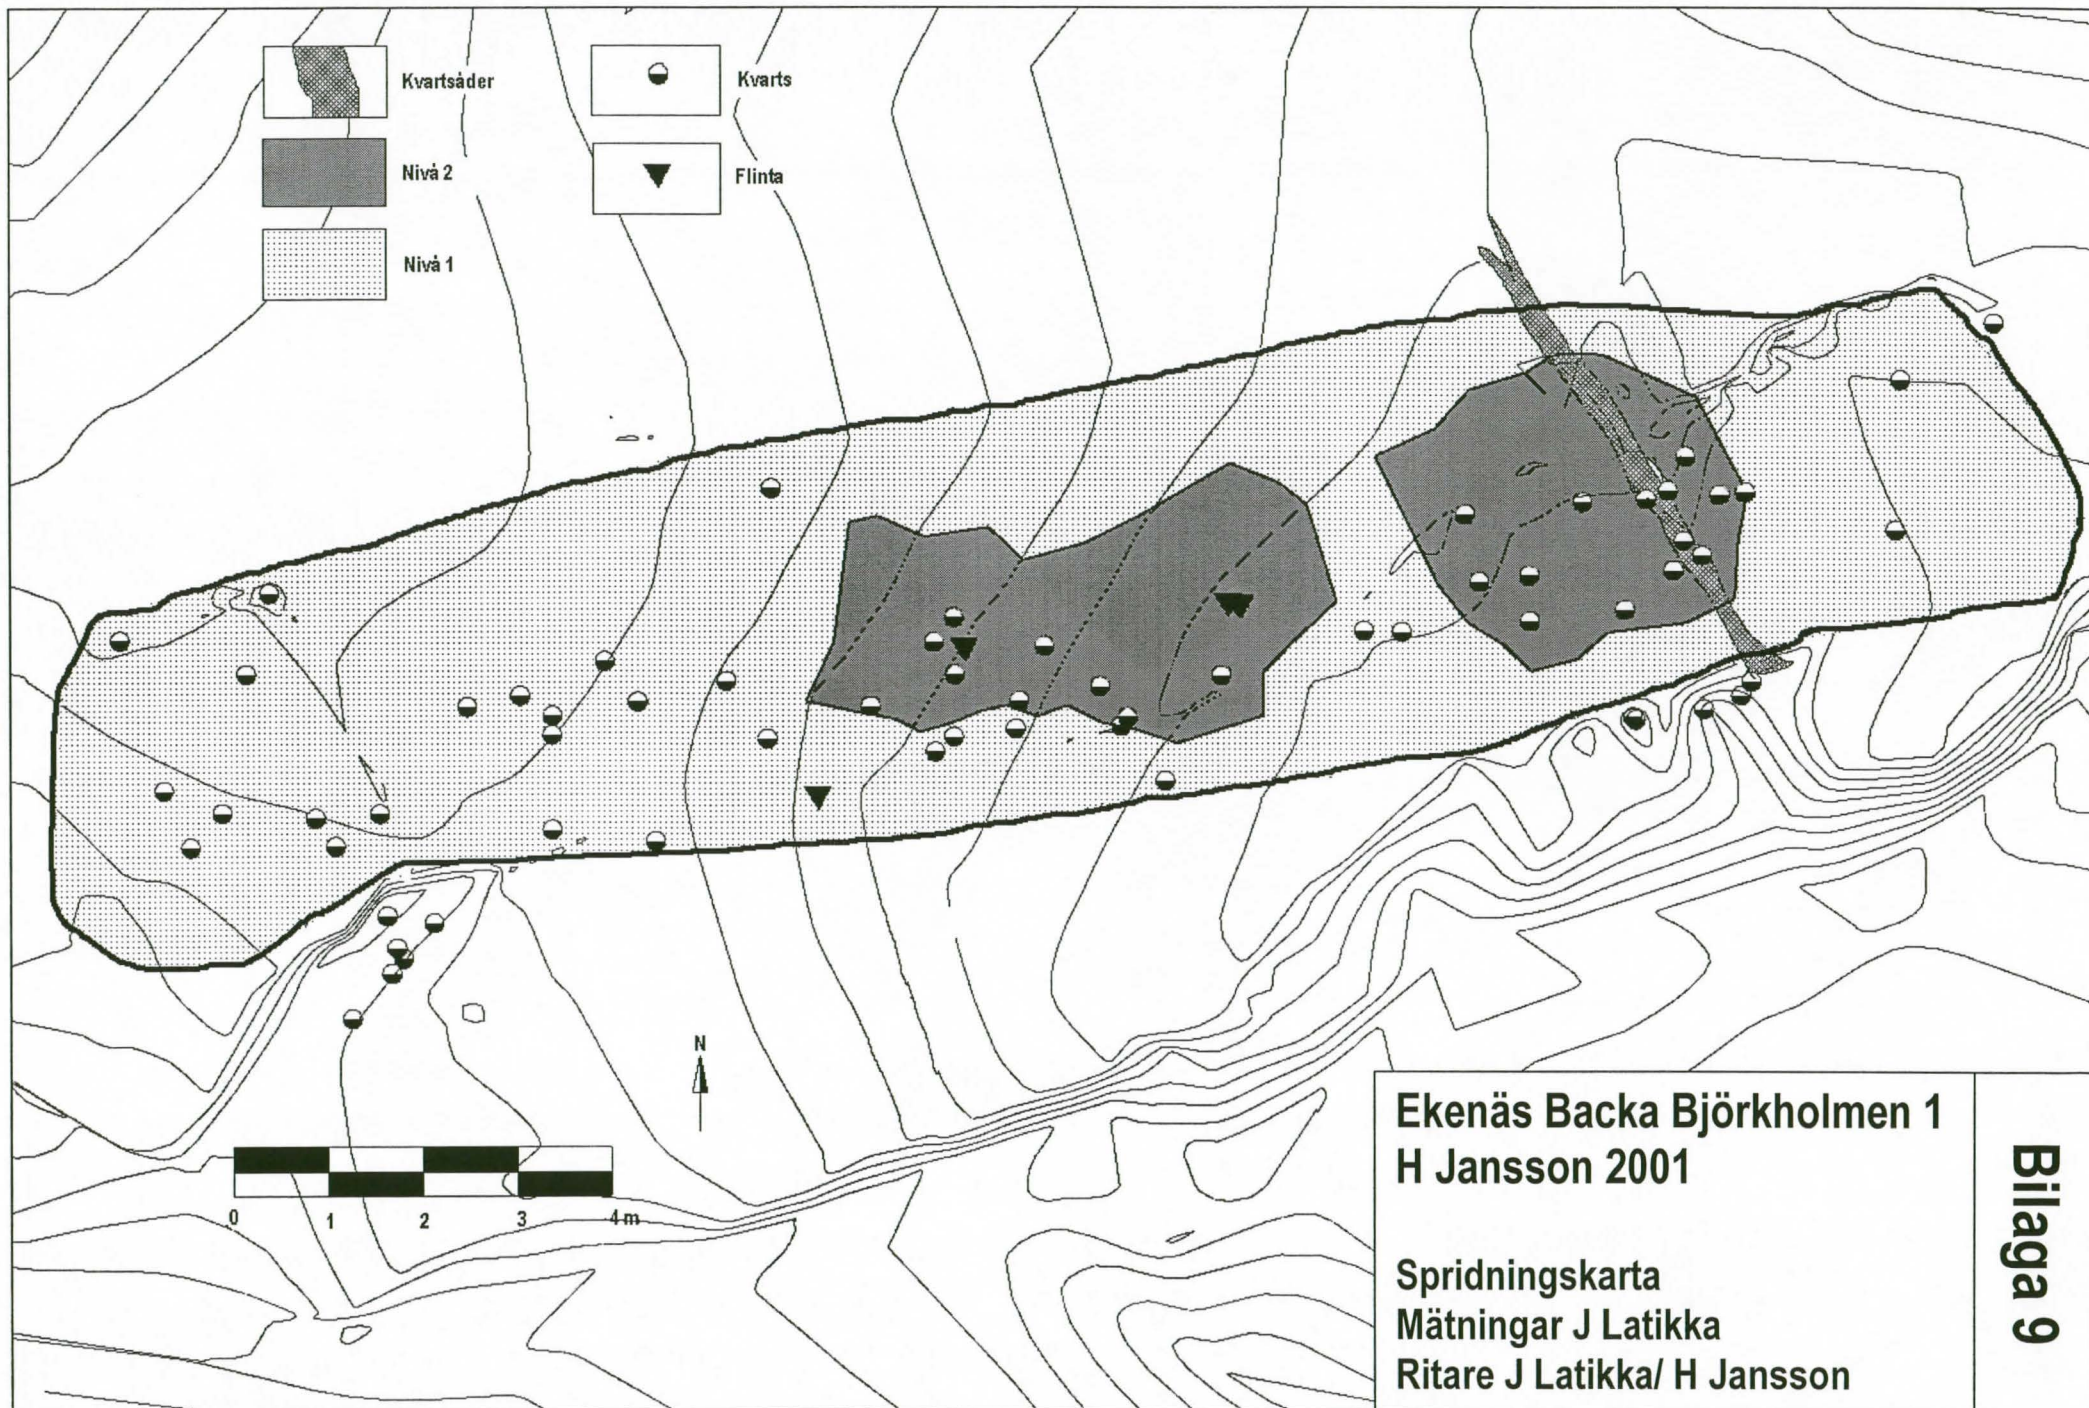 Kvartsåder
Kvarts
Nivå 2
Flinta
Nivå 1
N
0 1 2 3 4 m
Ekenäs Backa Björkholmen 1
H Jansson 2001
Spridningskarta
Mätningar J Latikka
Ritare J Latikka/ H Jansson
Bilaga 9